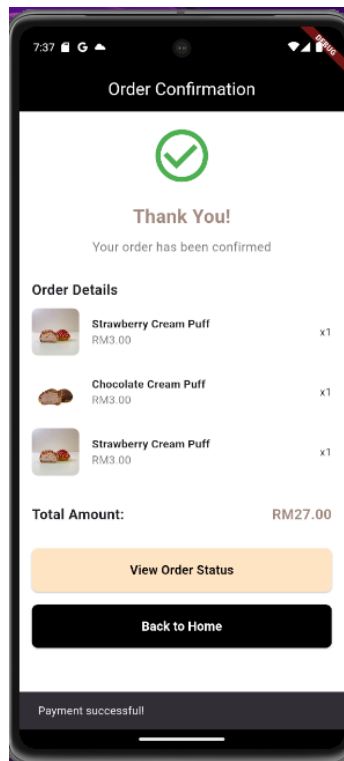 7:37 G
DEBUG
Order Confirmation
Thank You!
Your order has been confirmed
Order Details
Strawberry Cream Puff
RM3.00
x1
Chocolate Cream Puff
RM3.00
x1
Strawberry Cream Puff
RM3.00
x1
Total Amount: RM27.00
View Order Status
Back to Home
Payment successful!